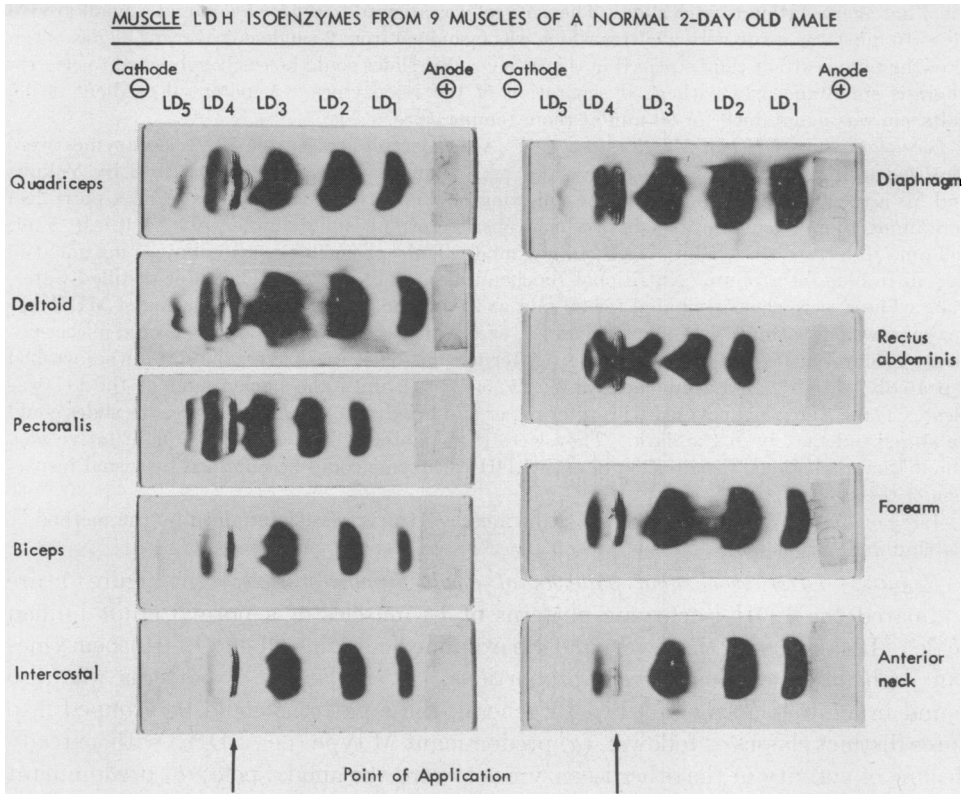 MUSCLE LDH ISOENZYMES FROM 9 MUSCLES OF A NORMAL 2-DAY OLD MALE
Cathode Anode
⊖ ⊕
LD5 LD4 LD3 LD2 LD1
Quadriceps
Deltoid
Pectoralis
Biceps
Intercostal
Cathode Anode
⊖ ⊕
LD5 LD4 LD3 LD2 LD1
Diaphragm
Rectus
abdominis
Forearm
Anterior
neck
Point of Application